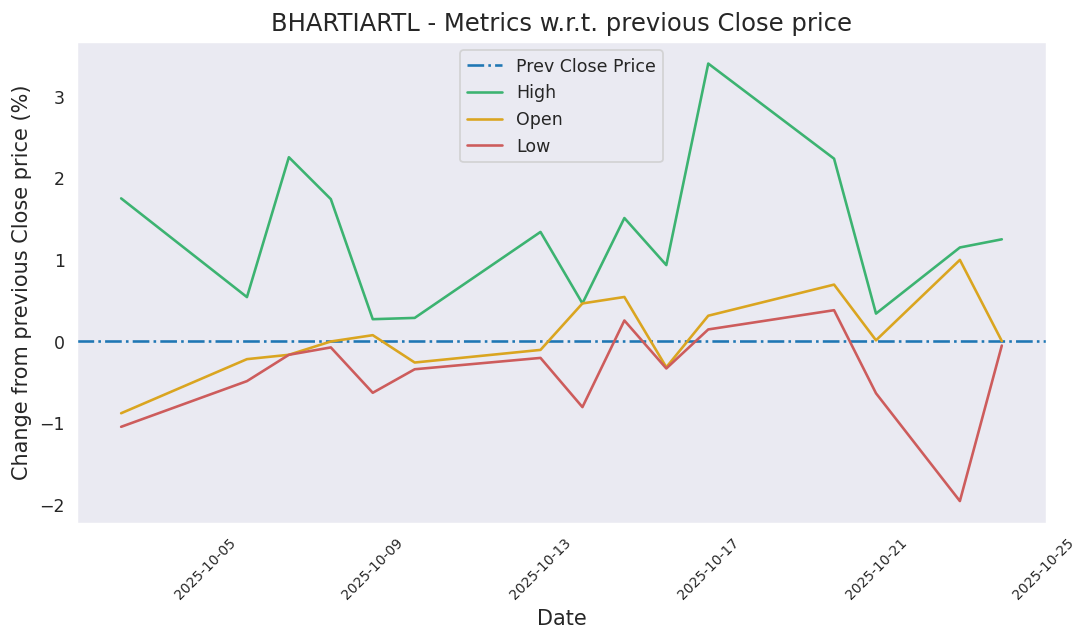 BHARTIARTL - Metrics w.r.t. previous Close price
Prev Close Price
High
Open
Low
Change from previous Close price (%)
3
2
1
0
−1
−2
2025-10-05
2025-10-09
2025-10-13
2025-10-17
2025-10-21
2025-10-25
Date